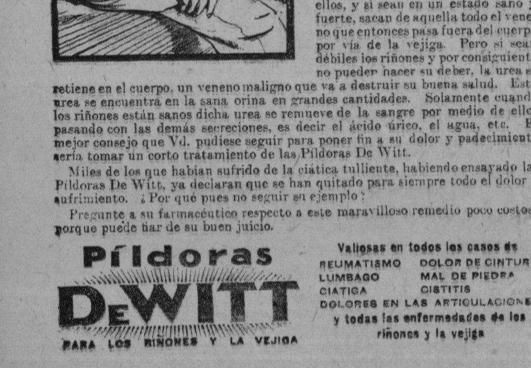 ellos, y si sean en un estado sano y
fuerte, sacan de aquella todo el vene
no que entonces pasa fuera del cuerp
por vía de la vejiga. Pero si sea
débiles los riñones y por consiguient
no pueder hacer su deber, la urea s
retiene en el cuerpo, un veneno maligno que va a destruir su buena salud. Est
urea se encuentra en la sana orina en grandes cantidades. Solamente cuand
los riñones están sanos dicha urea se remueve de la sangre por medio de ello
pasando con las demás secreciones, es decir el ácido úrico, el agua, etc. E
mejor consejo que Vd. pudiese seguir para poner fin a su dolor y padecimient
sería tomar un corto tratamiento de las Píldoras De Witt.
Miles de los que habían sufrido de la ciática tulliente, habiendo ensayado la
Píldoras De Witt, ya declaran que se han quitado para siempre todo el dolor
sufrimiento. ¿Por qué pues no seguir su ejemplo?
Pregunte a su farmacéutico respecto a este maravilloso remedio poco costos
porque puede fiar de su buen juicio.
Píldoras
DEWITT
PARA LOS RIÑONES Y LA VEJIGA
Valiosas en todos los casos de
REUMATISMO DOLOR DE CINTUR
LUMBAGO MAL DE PIEDRA
CIATICA CISTITIS
DOLORES EN LAS ARTICULACIONE
y todas las enfermedades de los
riñones y la vejiga